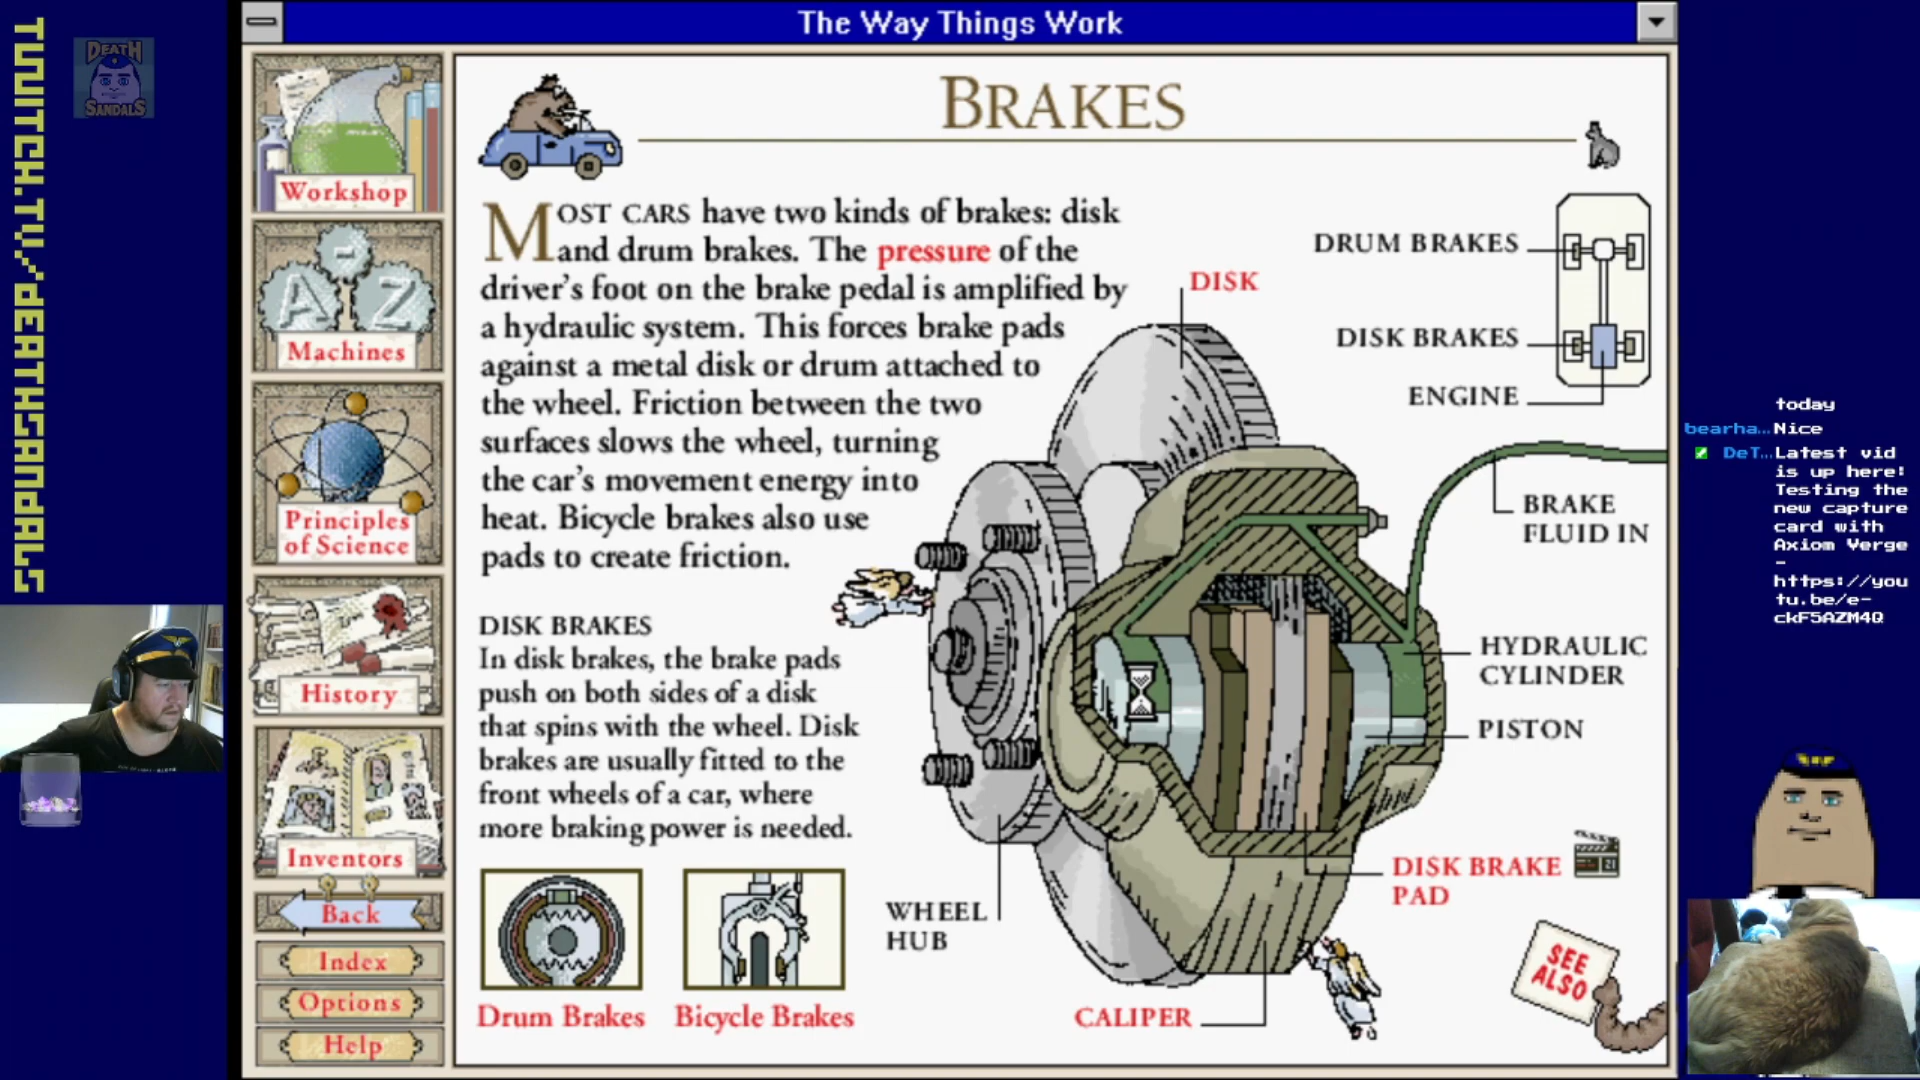 TWITCH.TV/DEATHSANDALS
DEATH
SANDALS
The Way Things Work
Workshop
A-Z
Machines
Principles
of Science
History
Inventors
Back
Index
Options
Help
BRAKES
MOST CARS have two kinds of brakes: disk
and drum brakes. The pressure of the
driver's foot on the brake pedal is amplified by
a hydraulic system. This forces brake pads
against a metal disk or drum attached to
the wheel. Friction between the two
surfaces slows the wheel, turning
the car's movement energy into
heat. Bicycle brakes also use
pads to create friction.
DISK BRAKES
In disk brakes, the brake pads
push on both sides of a disk
that spins with the wheel. Disk
brakes are usually fitted to the
front wheels of a car, where
more braking power is needed.
Drum Brakes
Bicycle Brakes
DISK
DRUM BRAKES
DISK BRAKES
ENGINE
BRAKE
FLUID IN
HYDRAULIC
CYLINDER
PISTON
DISK BRAKE
PAD
21
WHEEL
HUB
CALIPER
SEE
ALSO
today
bearha...Nice
DeT...Latest vid
is up here:
Testing the
new capture
card with
Axiom Verge
-
https://you
tu.be/e-
ckF5AZM4Q